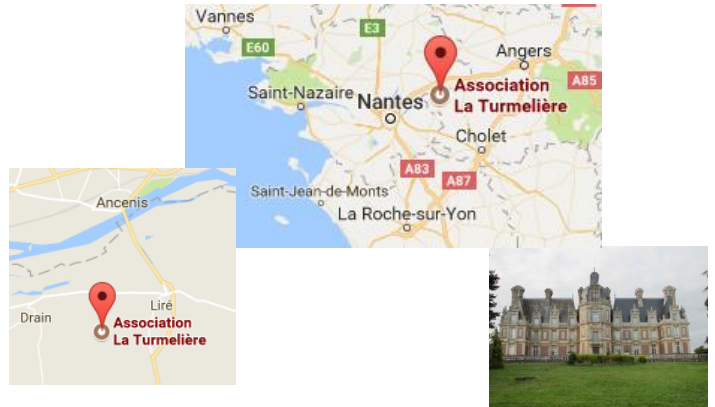 Vannes
E3
E60
Angers
Association
La Turmelière
A85
Saint-Nazaire
Nantes
Cholet
A83
A87
Saint-Jean-de-Monts
La Roche-sur-Yon
Ancenis
Liré
Drain
Association
La Turmelière